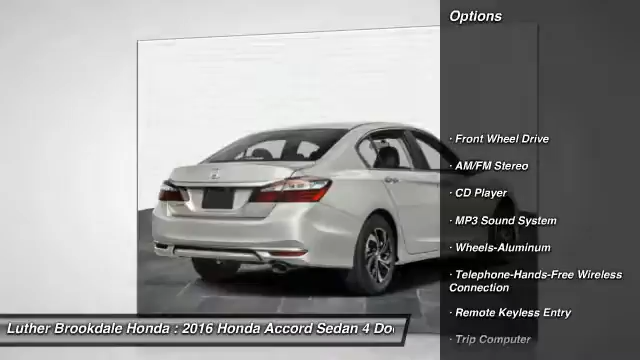 Options
· Front Wheel Drive
· AM/FM Stereo
· CD Player
· MP3 Sound System
· Wheels-Aluminum
· Telephone-Hands-Free Wireless
Connection
· Remote Keyless Entry
· Trip Computer
Luther Brookdale Honda : 2016 Honda Accord Sedan 4 Do